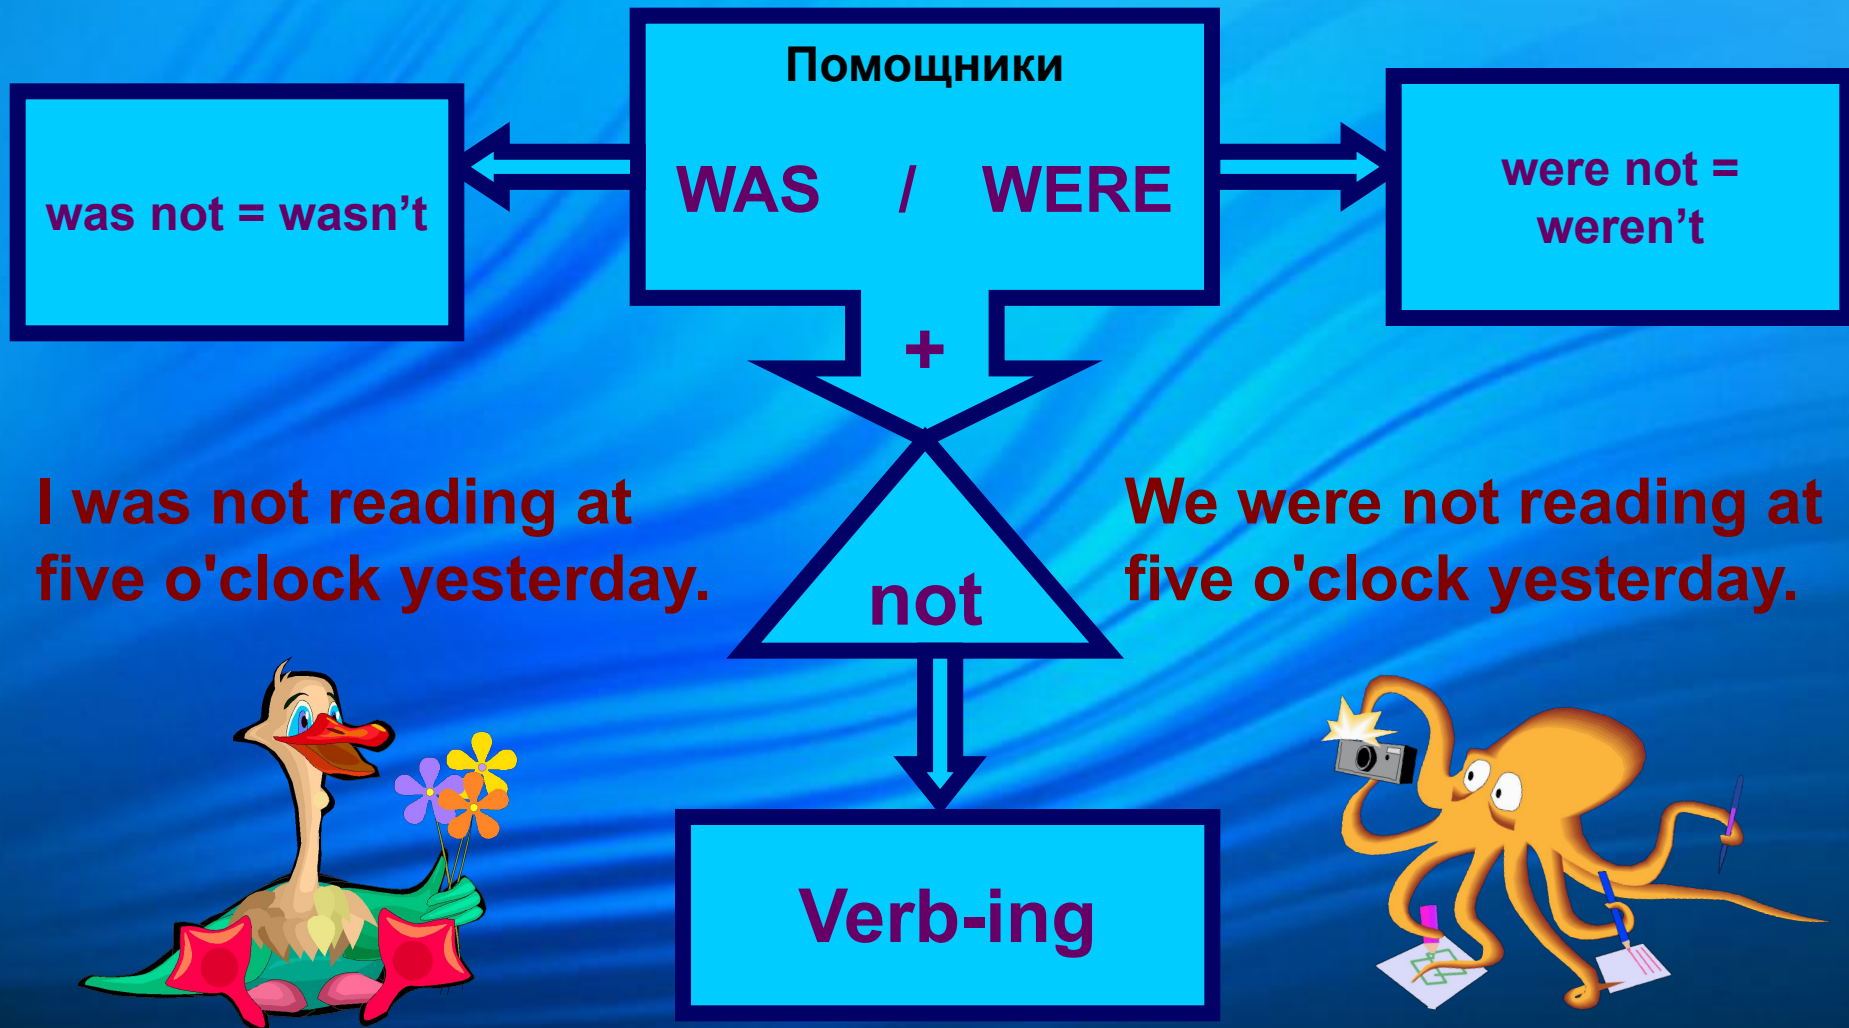 Помощники
WAS / WERE
was not = wasn’t
were not =
weren’t
+
I was not reading at
five o'clock yesterday.
not
We were not reading at
five o'clock yesterday.
Verb-ing